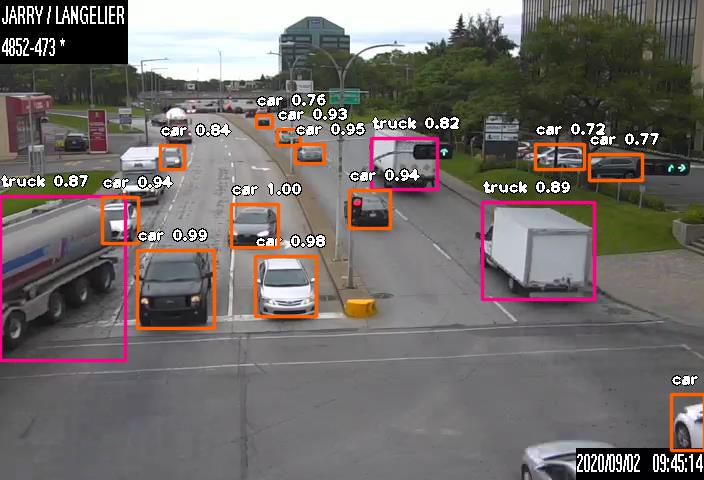 JARRY / LANGELIER
4852-473 *
car 0.76
car 0.93
car 0.84
car 0.95
truck 0.82
car 0.72
car 0.77
truck 0.87
car 0.94
car 1.00
car 0.94
truck 0.89
car 0.99
car 0.98
car
2020/09/02 09:45:14